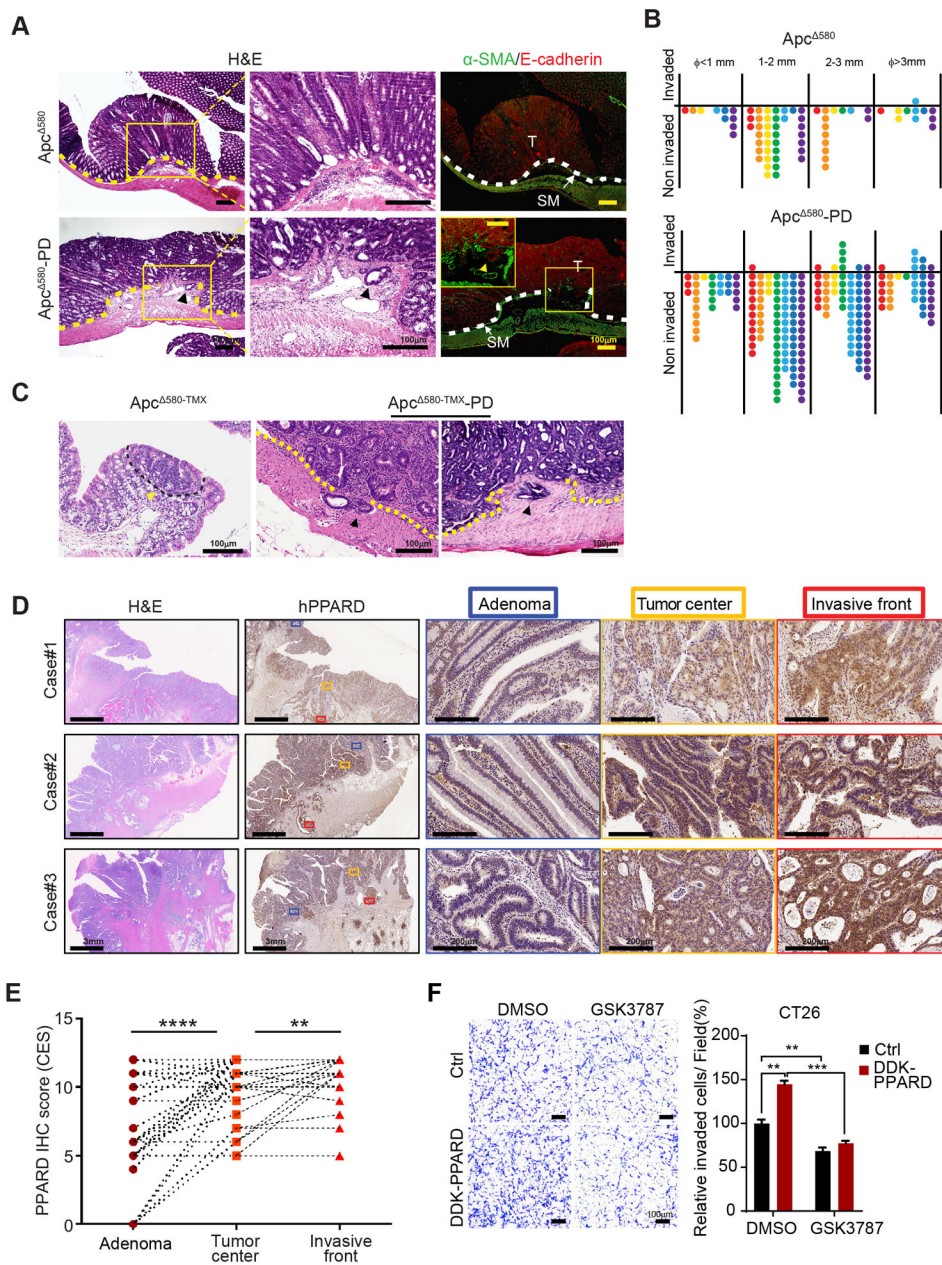 A
H&E
α-SMA/E-cadherin
Apc^Δ580
T
SM
Apc^Δ580-PD
T
SM
100μm
100μm
B
Apc^Δ580
ϕ<1 mm
1-2 mm
2-3 mm
ϕ>3mm
Invaded
Non invaded
Apc^Δ580-PD
Invaded
Non invaded
C
Apc^Δ580-TMX
Apc^Δ580-TMX-PD
100μm
100μm
100μm
D
H&E
hPPARD
Adenoma
Tumor center
Invasive front
Case#1
Case#2
Case#3
3mm
3mm
200μm
200μm
200μm
E
PPARD IHC score (CES)
15
10
5
0
****
**
Adenoma
Tumor
center
Invasive
front
F
DMSO
GSK3787
Ctrl
DDK-PPARD
100μm
CT26
Relative invaded cells/ Field(%)
200
150
100
50
0
**
**
***
Ctrl
DDK-
PPARD
DMSO
GSK3787